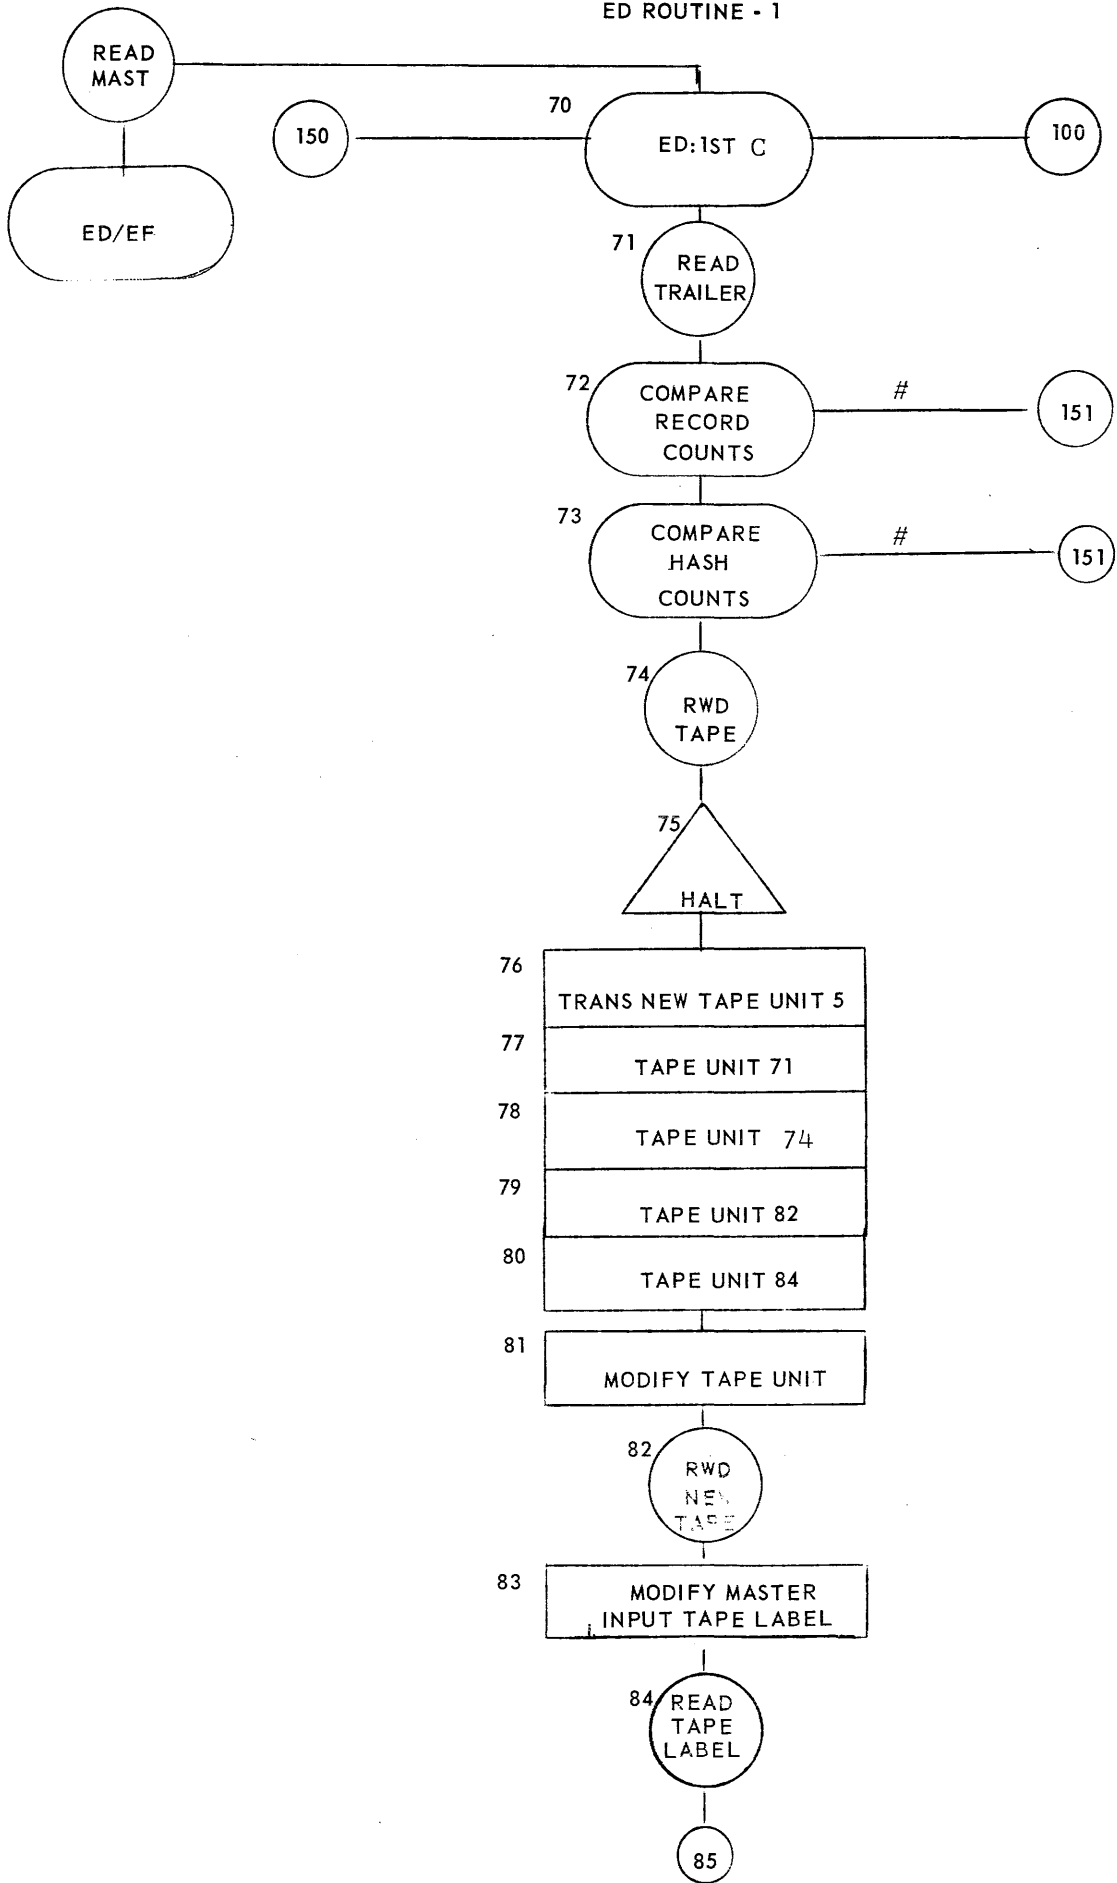 ED ROUTINE - 1
READ
MAST
ED/EF
150
70
ED:1ST C
100
71
READ
TRAILER
72
COMPARE
RECORD
COUNTS
#
151
73
COMPARE
HASH
COUNTS
#
151
74
RWD
TAPE
75
HALT
76
TRANS NEW TAPE UNIT 5
77
TAPE UNIT 71
78
TAPE UNIT 74
79
TAPE UNIT 82
80
TAPE UNIT 84
81
MODIFY TAPE UNIT
82
RWD
NEW
TAPE
83
MODIFY MASTER
INPUT TAPE LABEL
84
READ
TAPE
LABEL
85